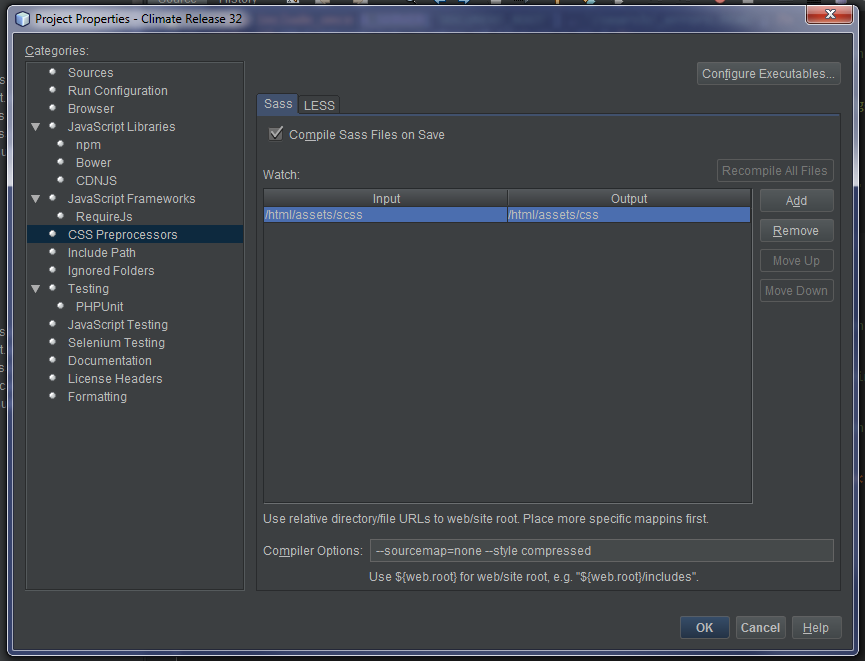 Project Properties - Climate Release 32
Categories:
Sources
Run Configuration
Browser
JavaScript Libraries
npm
Bower
CDNJS
JavaScript Frameworks
RequireJs
CSS Preprocessors
Include Path
Ignored Folders
Testing
PHPUnit
JavaScript Testing
Selenium Testing
Documentation
License Headers
Formatting
Configure Executables...
Sass LESS
Compile Sass Files on Save
Watch:
Recompile All Files
Input Output
/html/assets/scss /html/assets/css
Add
Remove
Move Up
Move Down
Use relative directory/file URLs to web/site root. Place more specific mappins first.
Compiler Options: --sourcemap=none --style compressed
Use ${web.root} for web/site root, e.g. "${web.root}/includes".
OK Cancel Help